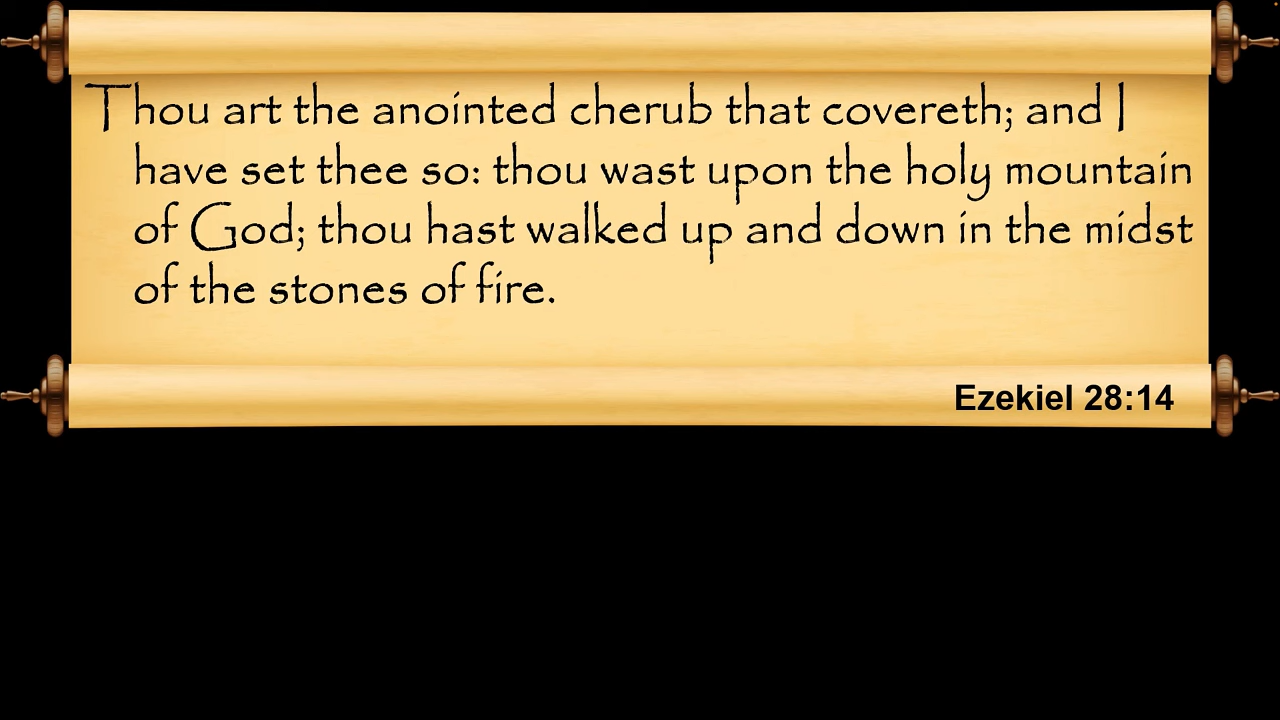 Thou art the anointed cherub that covereth; and I
have set thee so: thou wast upon the holy mountain
of God; thou hast walked up and down in the midst
of the stones of fire.
Ezekiel 28:14